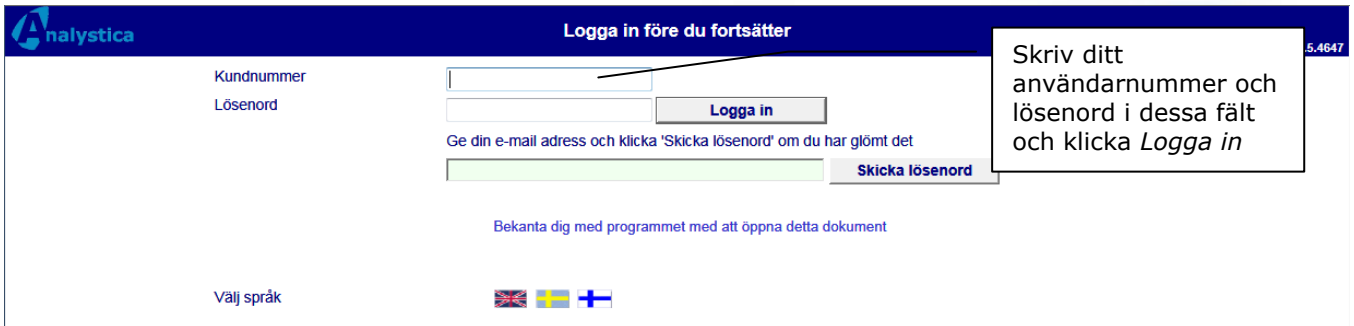 Analystica
Logga in före du fortsätter
.5.4647
Skriv ditt
användarnummer och
lösenord i dessa fält
och klicka Logga in
Kundnummer
Lösenord
Logga in
Ge din e-mail adress och klicka 'Skicka lösenord' om du har glömt det
Skicka lösenord
Bekanta dig med programmet med att öppna detta dokument
Välj språk